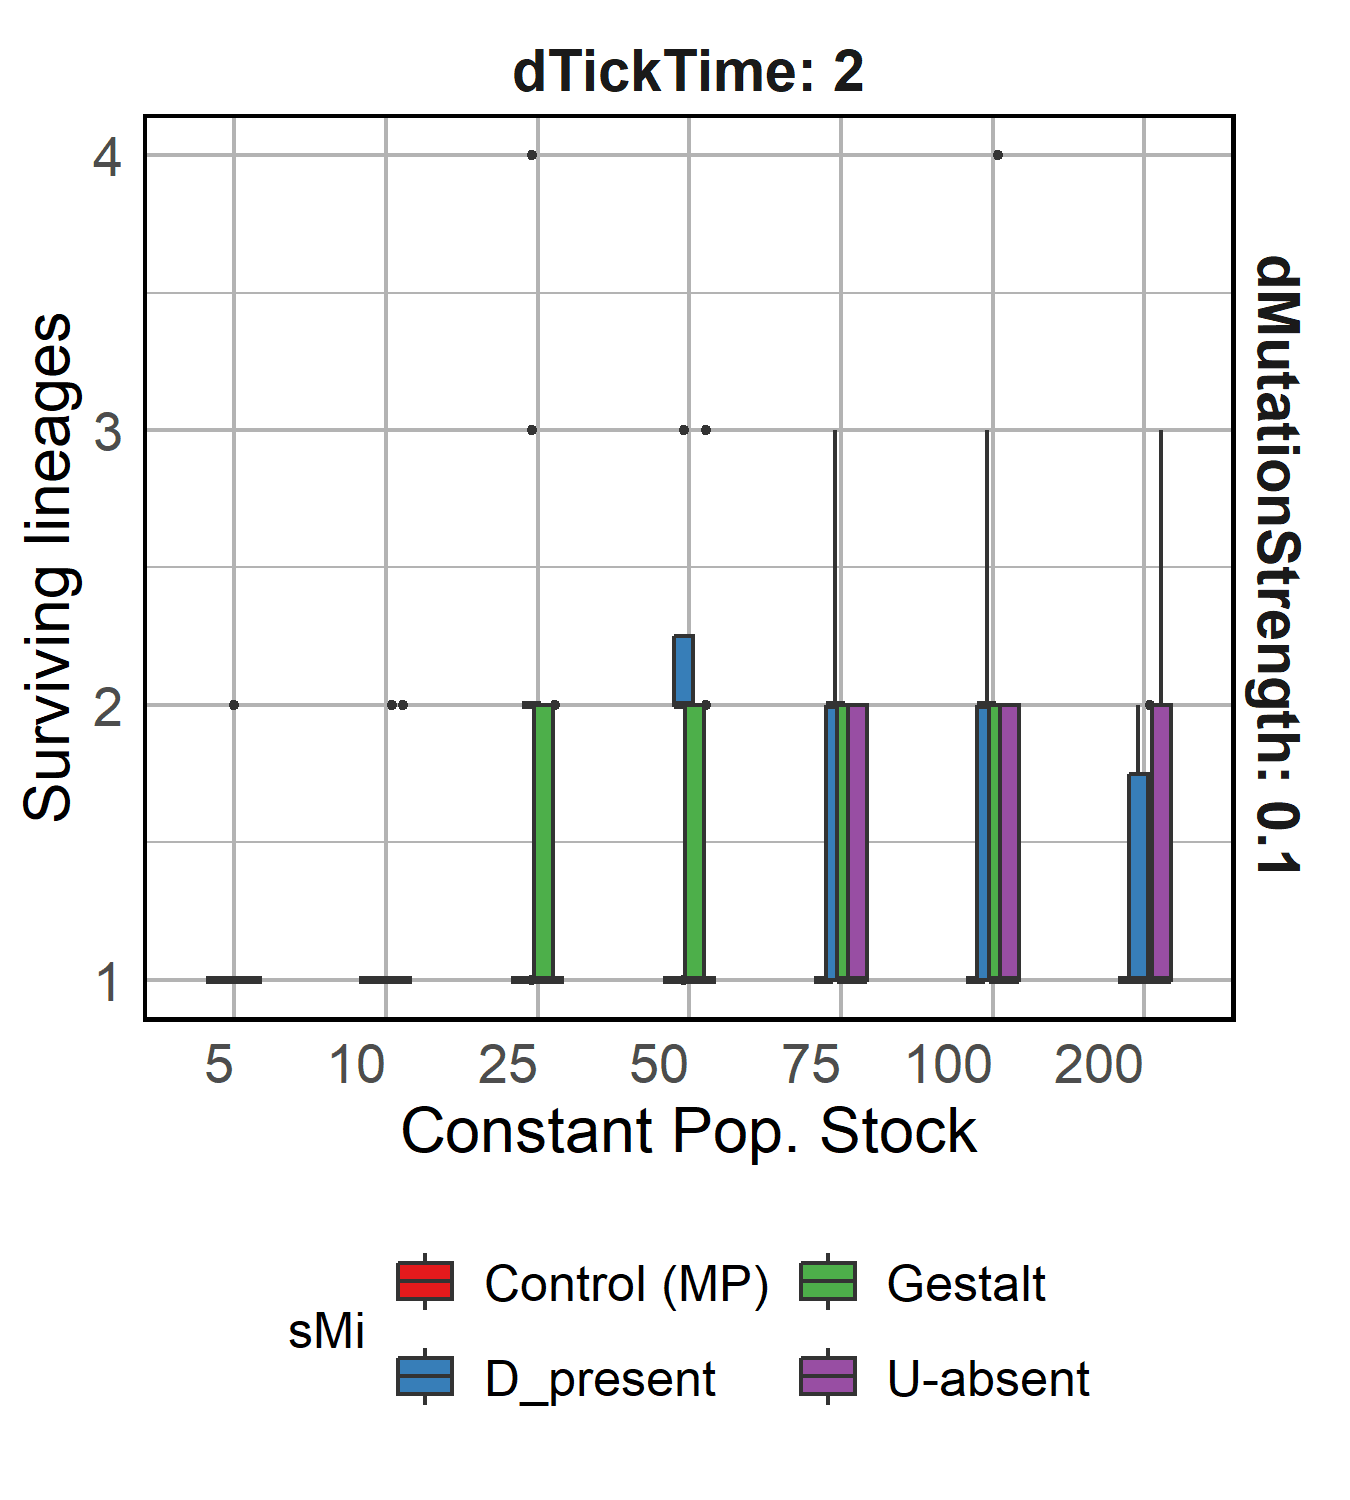 dTickTime: 2
4
3
2
1
Surviving lineages
dMutationStrength: 0.1
5 10 25 50 75 100 200
Constant Pop. Stock
sMi
Control (MP) Gestalt
D_present U-absent